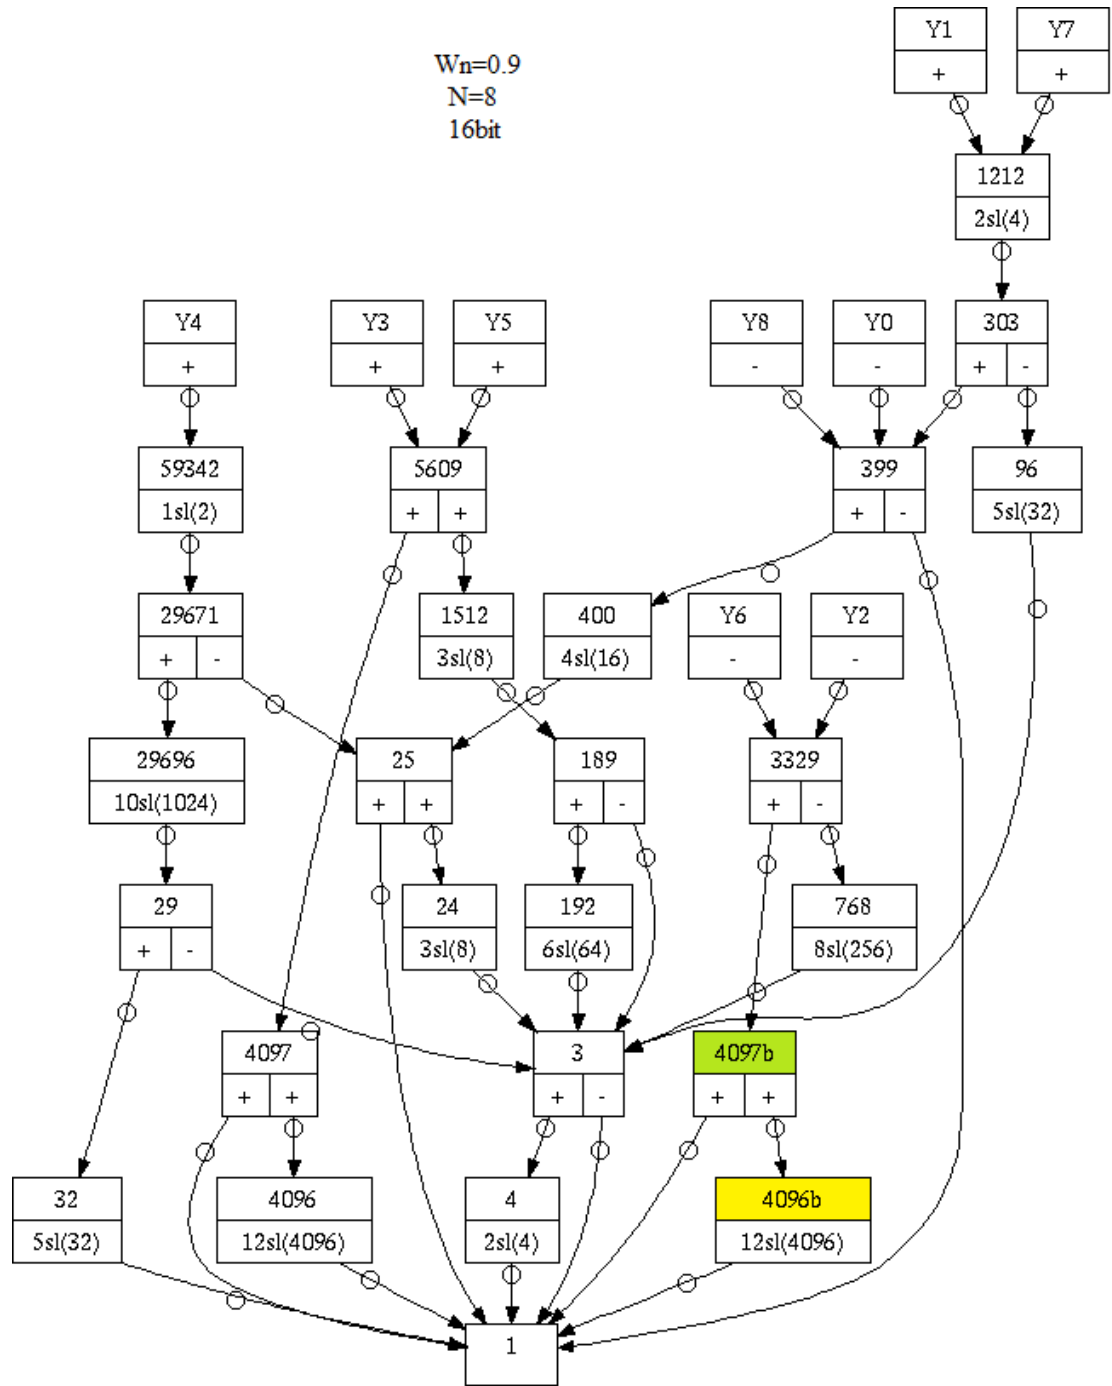 Y1 Y7
+ +
Wn=0.9
N=8
16bit
1212
2sl(4)
Y4 Y3 Y5 Y8 Y0 303
+ + + - - + -
59342 5609 399 96
1sl(2) + + + - 5sl(32)
29671 1512 400 Y6 Y2
+ - 3sl(8) 4sl(16) - -
29696 25 189 3329
10sl(1024) + + + - + -
29 24 192 768
+ - 3sl(8) 6sl(64) 8sl(256)
4097 3 4097b
+ + + - + +
32 4096 4 4096b
5sl(32) 12sl(4096) 2sl(4) 12sl(4096)
1